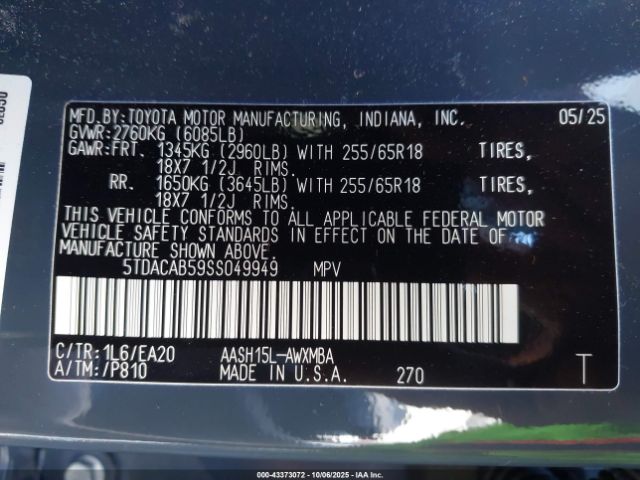 MFD.BY:TOYOTA MOTOR MANUFACTURING, INDIANA, INC. 05/25
GVWR:2760KG (6085LB)
GAWR:FRT. 1345KG (2960LB) WITH 255/65R18 TIRES,
18X7 1/2J RIMS.
RR. 1650KG (3645LB) WITH 255/65R18 TIRES,
18X7 1/2J RIMS.
THIS VEHICLE CONFORMS TO ALL APPLICABLE FEDERAL MOTOR
VEHICLE SAFETY STANDARDS IN EFFECT ON THE DATE OF
MANUFACTURE SHOWN ABOVE.
5TDACAB59SS049949 MPV
C/TR:1L6/EA20 AASH15L-AWXMBA
A/TM:/P810 MADE IN U.S.A. 270 T
000-43373072 - 10/06/2025 - IAAI.COM